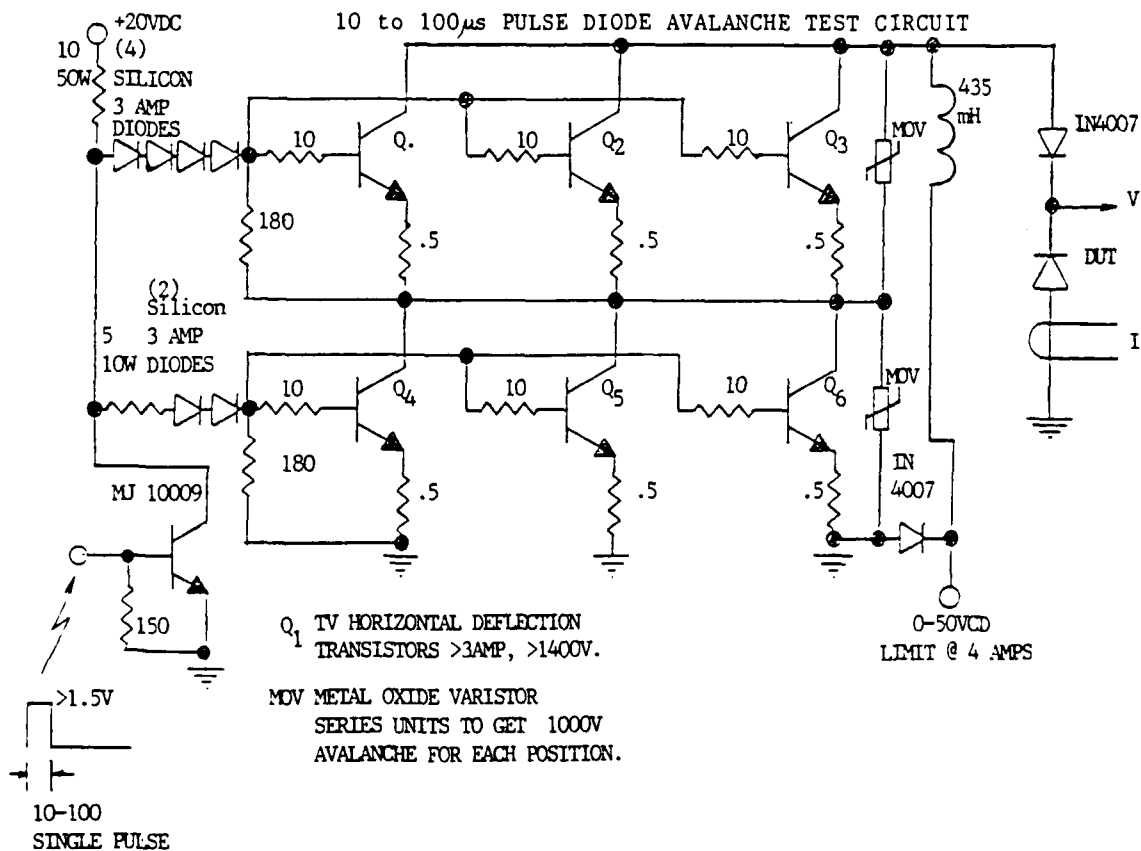 10 to 100μs PULSE DIODE AVALANCHE TEST CIRCUIT
+20VDC
10
50W
(4)
SILICON
3 AMP
DIODES
10
Q.
10
Q2
10
Q3
MOV
435
mH
IN4007
V
180
.5
.5
.5
DUT
I
(2)
Silicon
3 AMP
DIODES
5
10W
10
Q4
10
Q5
10
Q6
MOV
180
.5
.5
.5
IN
4007
MJ 10009
150
0-50VCD
LIMIT @ 4 AMPS
Q1 TV HORIZONTAL DEFLECTION
TRANSISTORS >3AMP, >1400V.
MOV METAL OXIDE VARISTOR
SERIES UNITS TO GET 1000V
AVALANCHE FOR EACH POSITION.
>1.5V
10-100
SINGLE PULSE